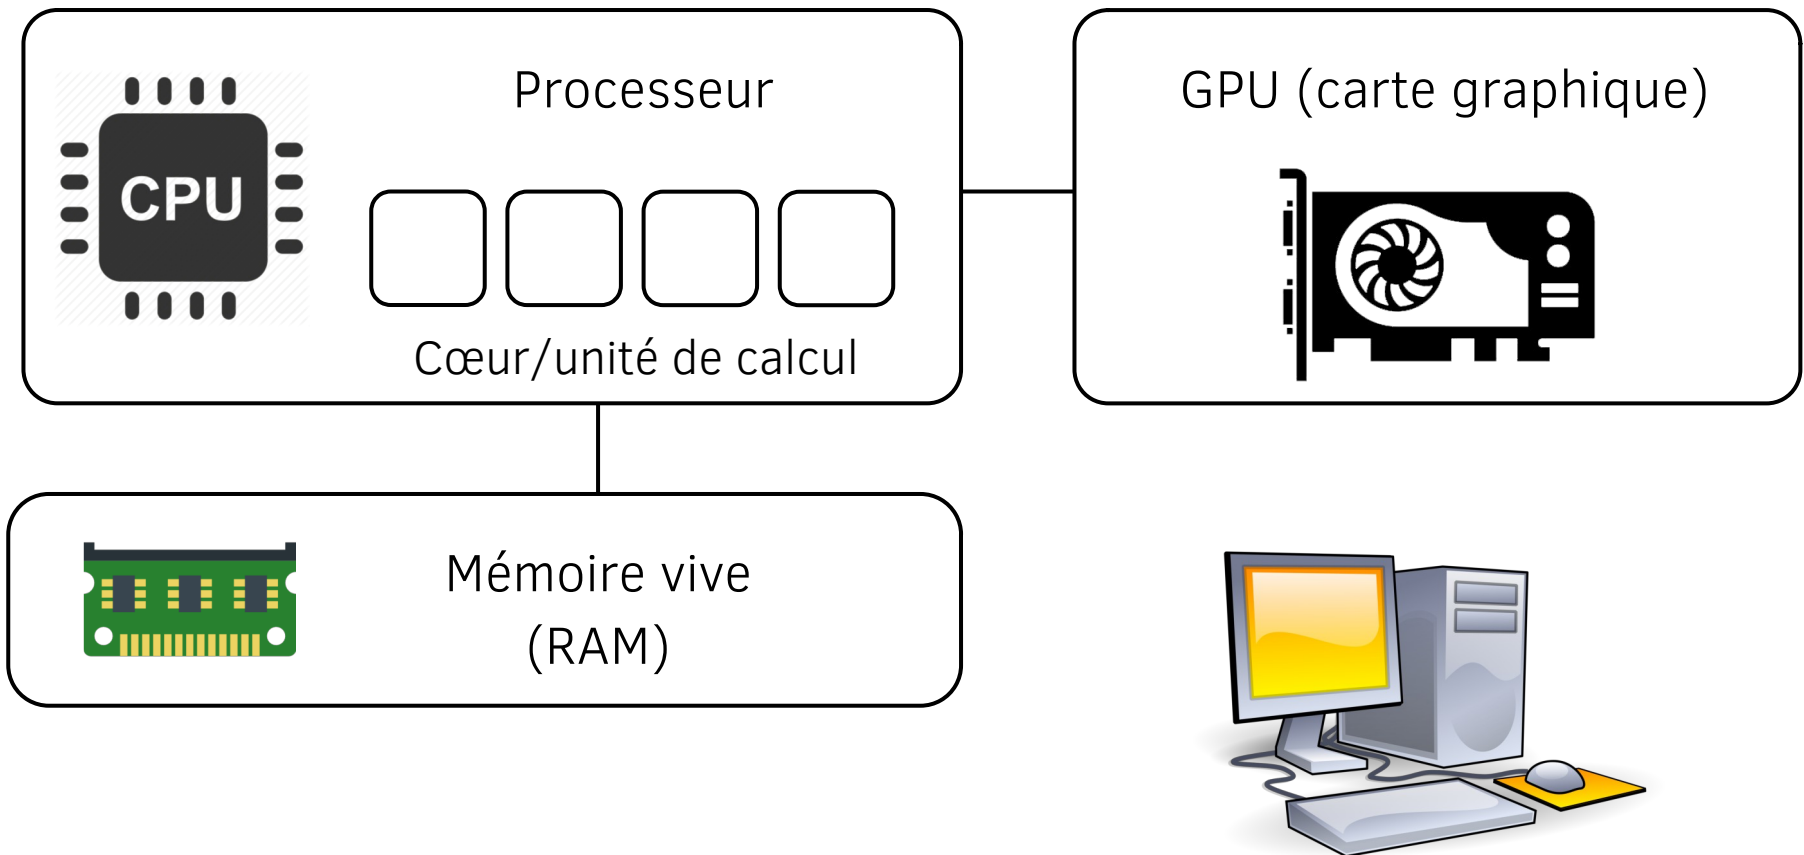 CPU
Processeur
Cœur/unité de calcul
GPU (carte graphique)
Mémoire vive
(RAM)